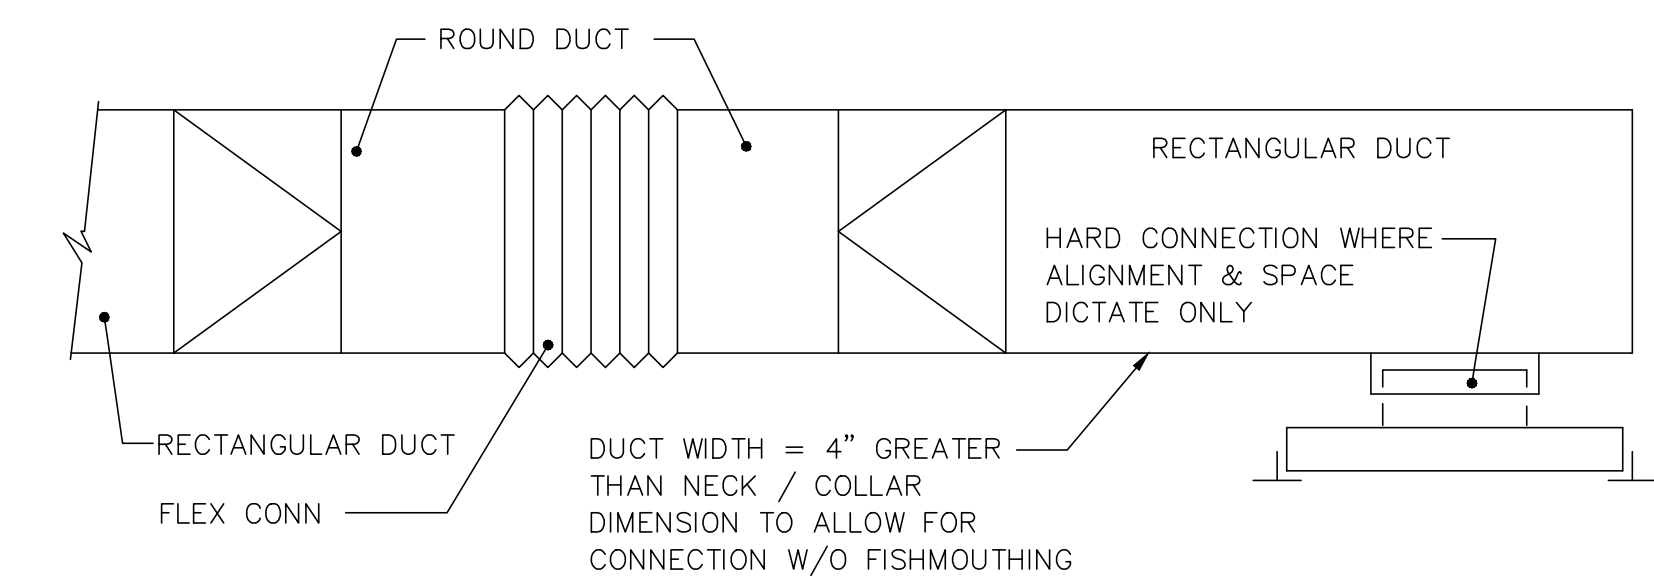 ROUND DUCT
RECTANGULAR DUCT
HARD CONNECTION WHERE
ALIGNMENT & SPACE
DICTATE ONLY
RECTANGULAR DUCT
FLEX CONN
DUCT WIDTH = 4” GREATER
THAN NECK / COLLAR
DIMENSION TO ALLOW FOR
CONNECTION W/O FISHMOUTHING